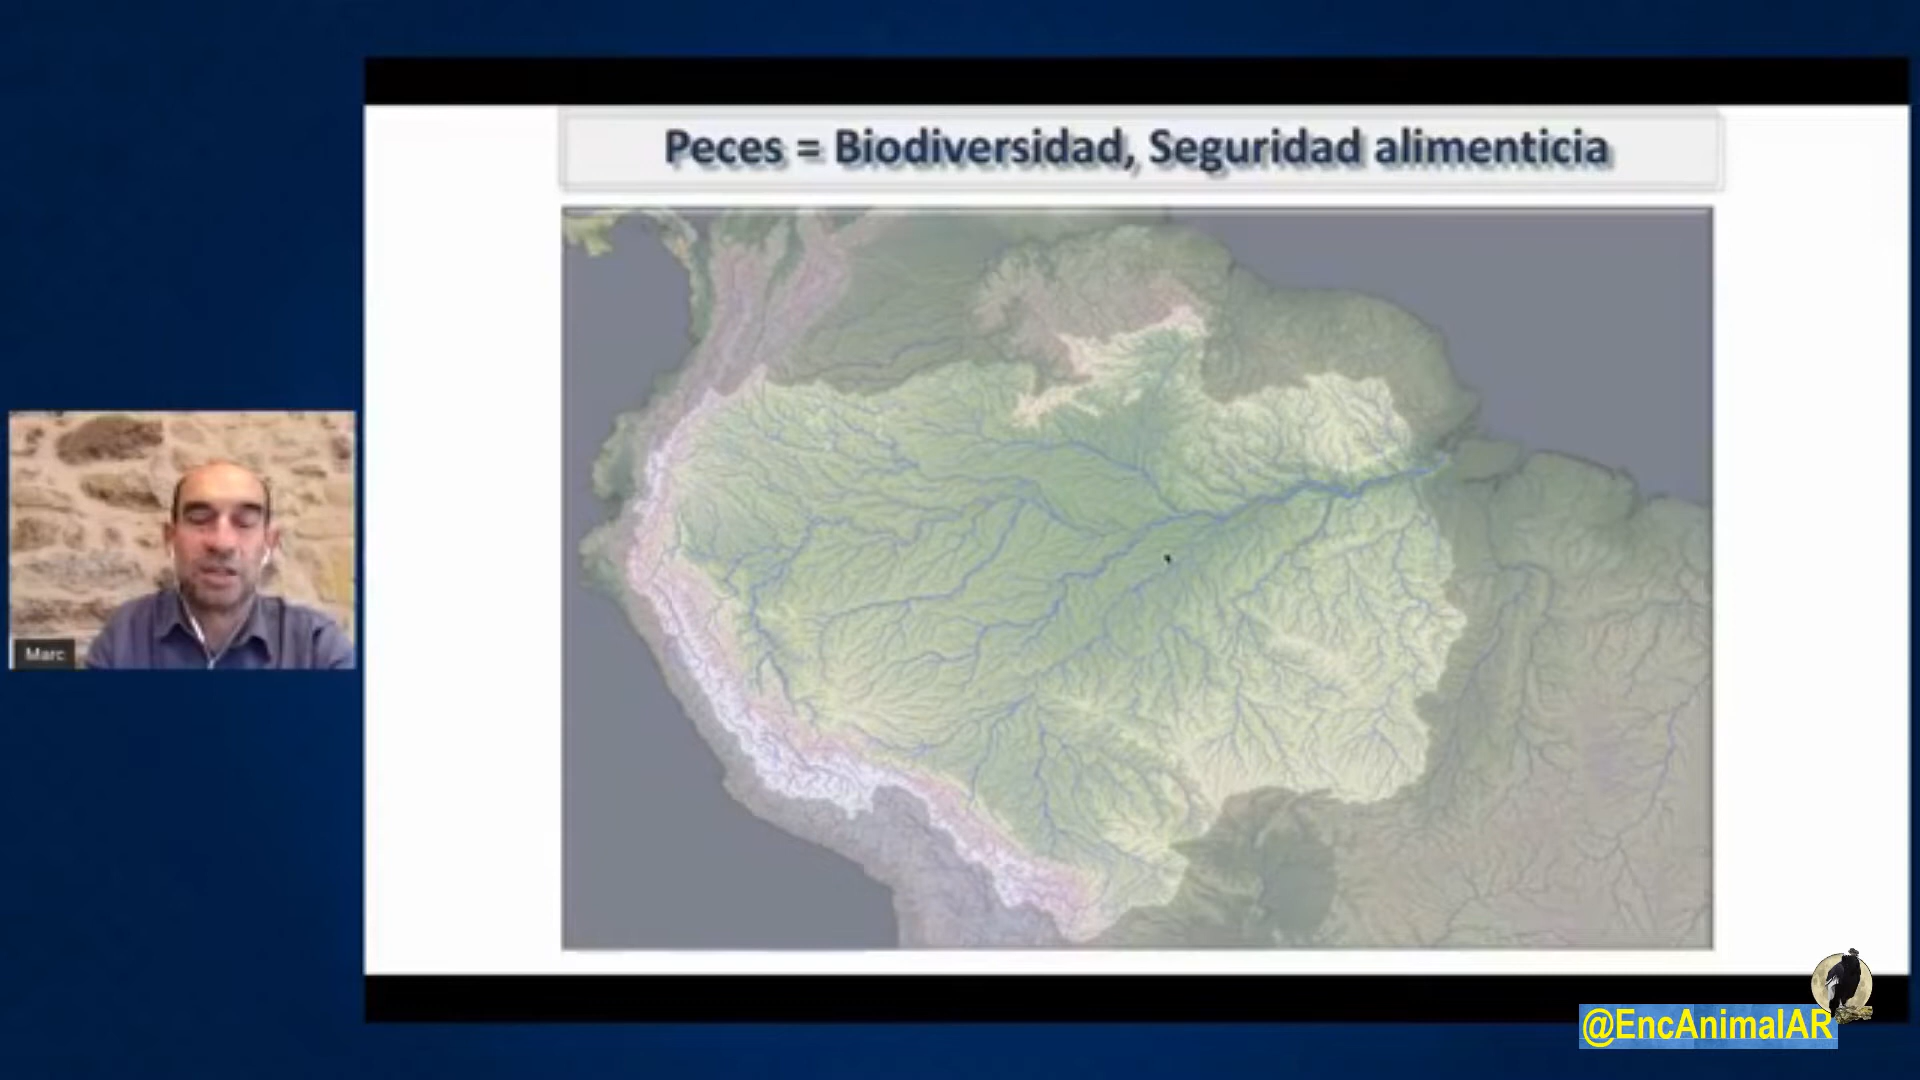 Peces = Biodiversidad, Seguridad alimenticia
Marc
@EncAnimalAR